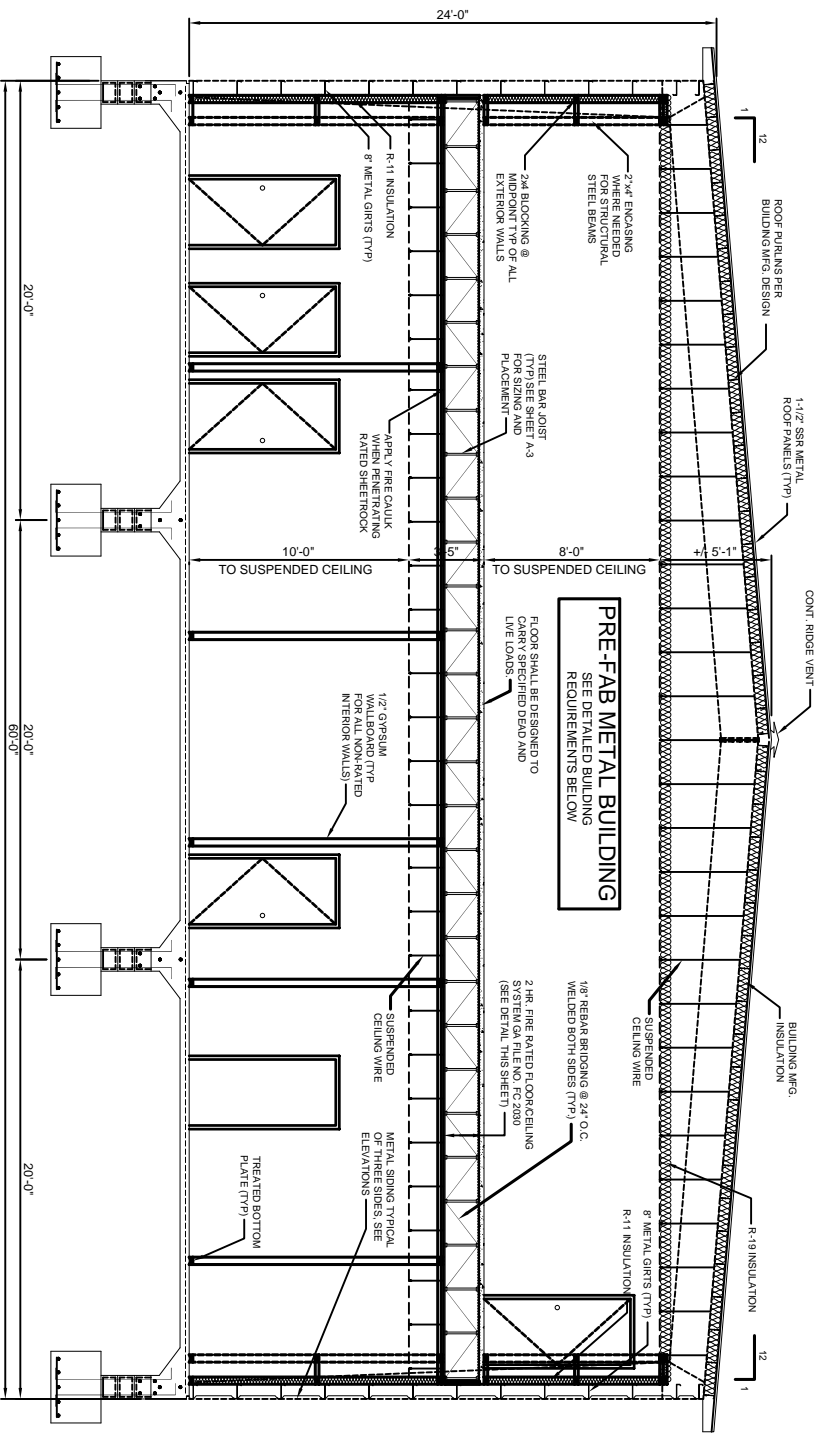 24'-0"
1
12
ROOF PURLINS PER
BUILDING MFG. DESIGN
1-1/2" SSR METAL
ROOF PANELS (TYP)
CONT. RIDGE VENT
BUILDING MFG.
INSULATION
R-19 INSULATION
12
1
2"x4" ENCASING
WHERE NEEDED
FOR STRUCTURAL
STEEL BEAMS
2x4 BLOCKING @
MIDPOINT TYP OF ALL
EXTERIOR WALLS
R-11 INSULATION
8" METAL GIRTS (TYP)
STEEL BAR JOIST
(TYP) SEE SHEET A-3
FOR SIZING AND
PLACEMENT
APPLY FIRE CAULK
WHEN PENETRATING
RATED SHEETROCK
+/- 5'-1"
8'-0"
TO SUSPENDED CEILING
3'-5"
10'-0"
TO SUSPENDED CEILING
PRE-FAB METAL BUILDING
SEE DETAILED BUILDING
REQUIREMENTS BELOW
FLOOR SHALL BE DESIGNED TO
CARRY SPECIFIED DEAD AND
LIVE LOADS.
1/2" GYPSUM
WALLBOARD (TYP
FOR ALL NON-RATED
INTERIOR WALLS)
SUSPENDED
CEILING WIRE
1/8" REBAR BRIDGING @ 24" O.C.
WELDED BOTH SIDES (TYP.)
2 HR. FIRE RATED FLOOR/CEILING
SYSTEM GA FILE NO. FC 2030
(SEE DETAIL THIS SHEET)
SUSPENDED
CEILING WIRE
8" METAL GIRTS (TYP)
R-11 INSULATION
METAL SIDING TYPICAL
OF THREE SIDES, SEE
ELEVATIONS
TREATED BOTTOM
PLATE (TYP)
20'-0"
20'-0"
20'-0"
60'-0"